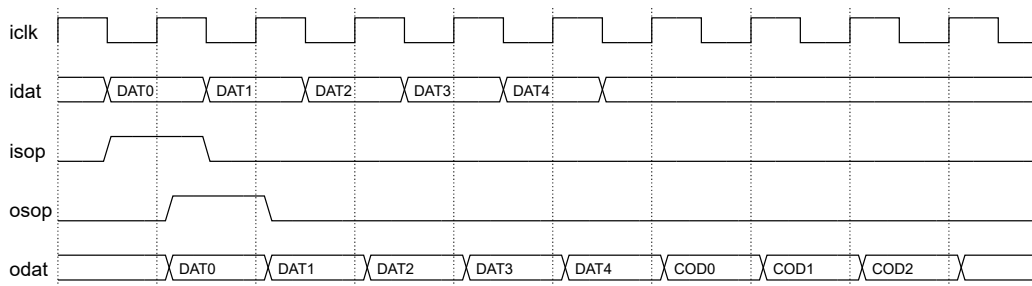 iclk
idat DAT0 DAT1 DAT2 DAT3 DAT4
isop
osop
odat DAT0 DAT1 DAT2 DAT3 DAT4 COD0 COD1 COD2